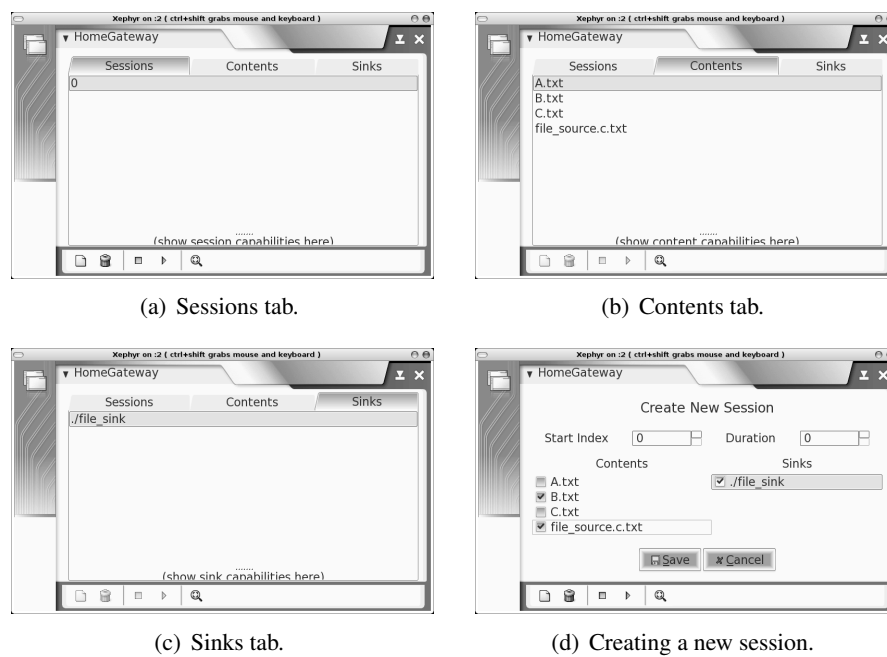 Xephyr on :2 ( ctrl+shift grabs mouse and keyboard )
HomeGateway
Sessions Contents Sinks
0
(show session capabilities here)
(a) Sessions tab.
Xephyr on :2 ( ctrl+shift grabs mouse and keyboard )
HomeGateway
Sessions Contents Sinks
A.txt
B.txt
C.txt
file_source.c.txt
(show content capabilities here)
(b) Contents tab.
Xephyr on :2 ( ctrl+shift grabs mouse and keyboard )
HomeGateway
Sessions Contents Sinks
./file_sink
(show sink capabilities here)
(c) Sinks tab.
Xephyr on :2 ( ctrl+shift grabs mouse and keyboard )
HomeGateway
Create New Session
Start Index 0 Duration 0
Contents Sinks
A.txt ./file_sink
B.txt
C.txt
file_source.c.txt
Save Cancel
(d) Creating a new session.